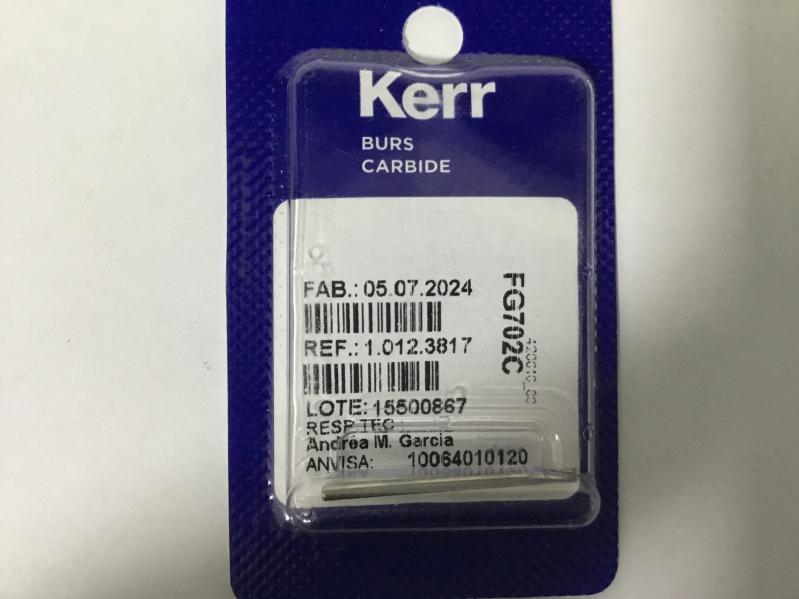 Kerr
BURS
CARBIDE
FAB.: 05.07.2024
REF.: 1.012.3817
LOTE: 15500867
RESP.TEC
Andréa M. Garcia
ANVISA: 10064010120
FG702C